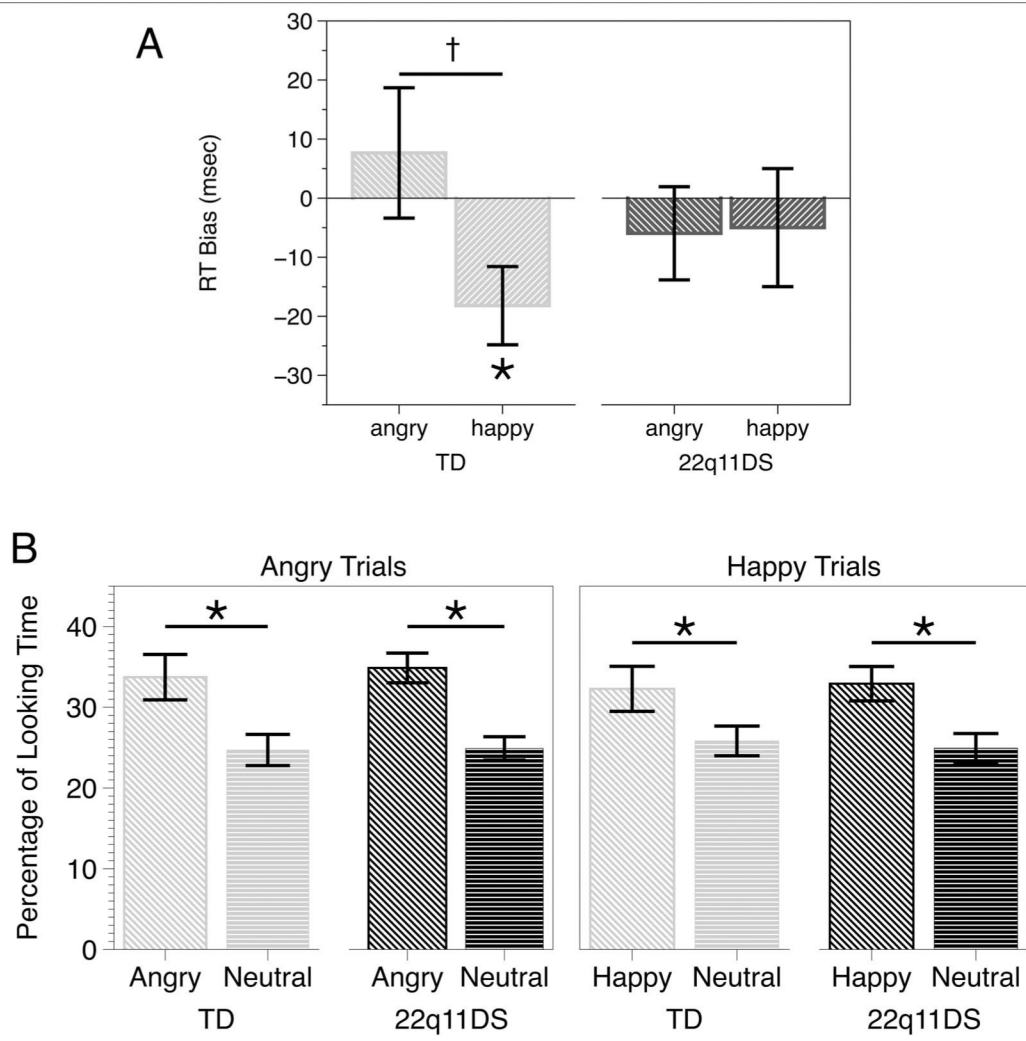 A
RT Bias (msec)
30
20
10
0
−10
−20
−30
†
*
angry happy angry happy
TD 22q11DS
B
Angry Trials Happy Trials
Percentage of Looking Time
40
30
20
10
0
* * * *
Angry Neutral Angry Neutral Happy Neutral Happy Neutral
TD 22q11DS TD 22q11DS